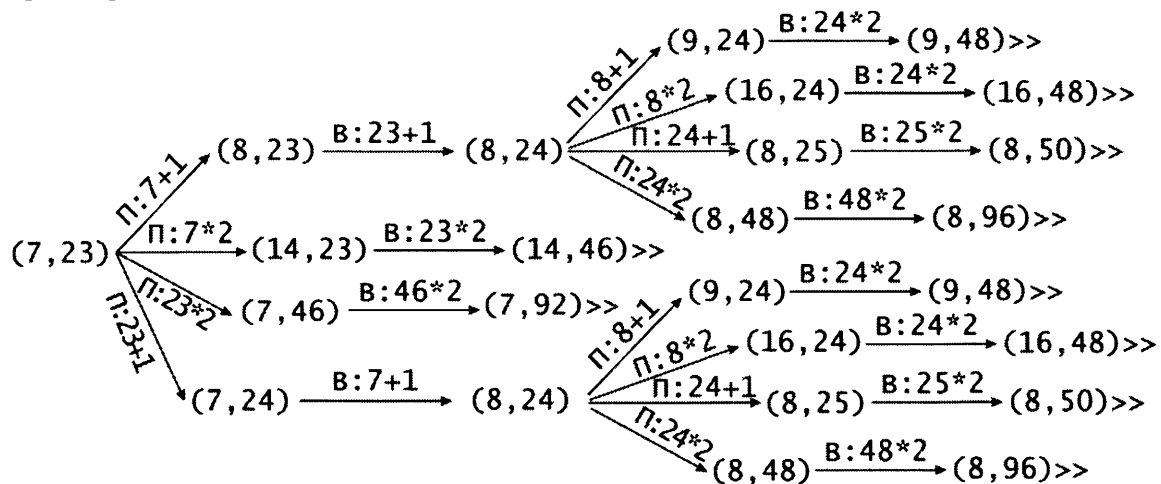 (9,24) В:24*2 (9,48)>>
П:8+1
П:8*2 (16,24) В:24*2 (16,48)>>
(8,23) В:23+1 (8,24) П:24+1 (8,25) В:25*2 (8,50)>>
П:7+1
П:24*2 (8,48) В:48*2 (8,96)>>
(7,23) П:7*2 (14,23) В:23*2 (14,46)>>
П:23*2 (7,46) В:46*2 (7,92)>>
П:23+1
(9,24) В:24*2 (9,48)>>
П:8+1
П:8*2 (16,24) В:24*2 (16,48)>>
(7,24) В:7+1 (8,24) П:24+1 (8,25) В:25*2 (8,50)>>
П:24*2 (8,48) В:48*2 (8,96)>>